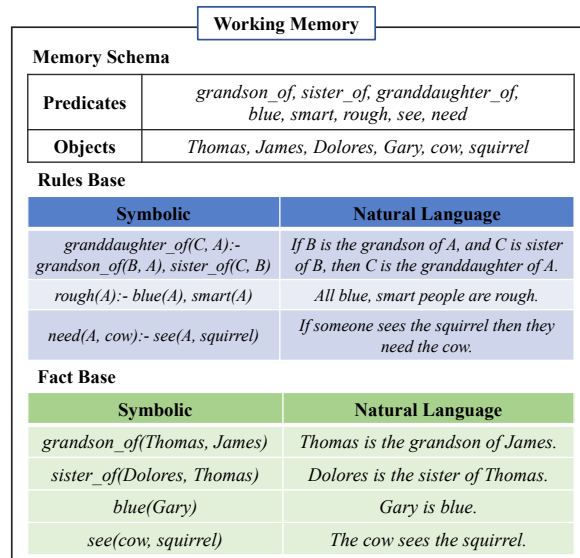 Working Memory
Memory Schema
Predicates
grandson_of, sister_of, granddaughter_of,
blue, smart, rough, see, need
Objects
Thomas, James, Dolores, Gary, cow, squirrel
Rules Base
Symbolic
Natural Language
granddaughter_of(C, A):-
grandson_of(B, A), sister_of(C, B)
If B is the grandson of A, and C is sister
of B, then C is the granddaughter of A.
rough(A):- blue(A), smart(A)
All blue, smart people are rough.
need(A, cow):- see(A, squirrel)
If someone sees the squirrel then they
need the cow.
Fact Base
Symbolic
Natural Language
grandson_of(Thomas, James)
Thomas is the grandson of James.
sister_of(Dolores, Thomas)
Dolores is the sister of Thomas.
blue(Gary)
Gary is blue.
see(cow, squirrel)
The cow sees the squirrel.